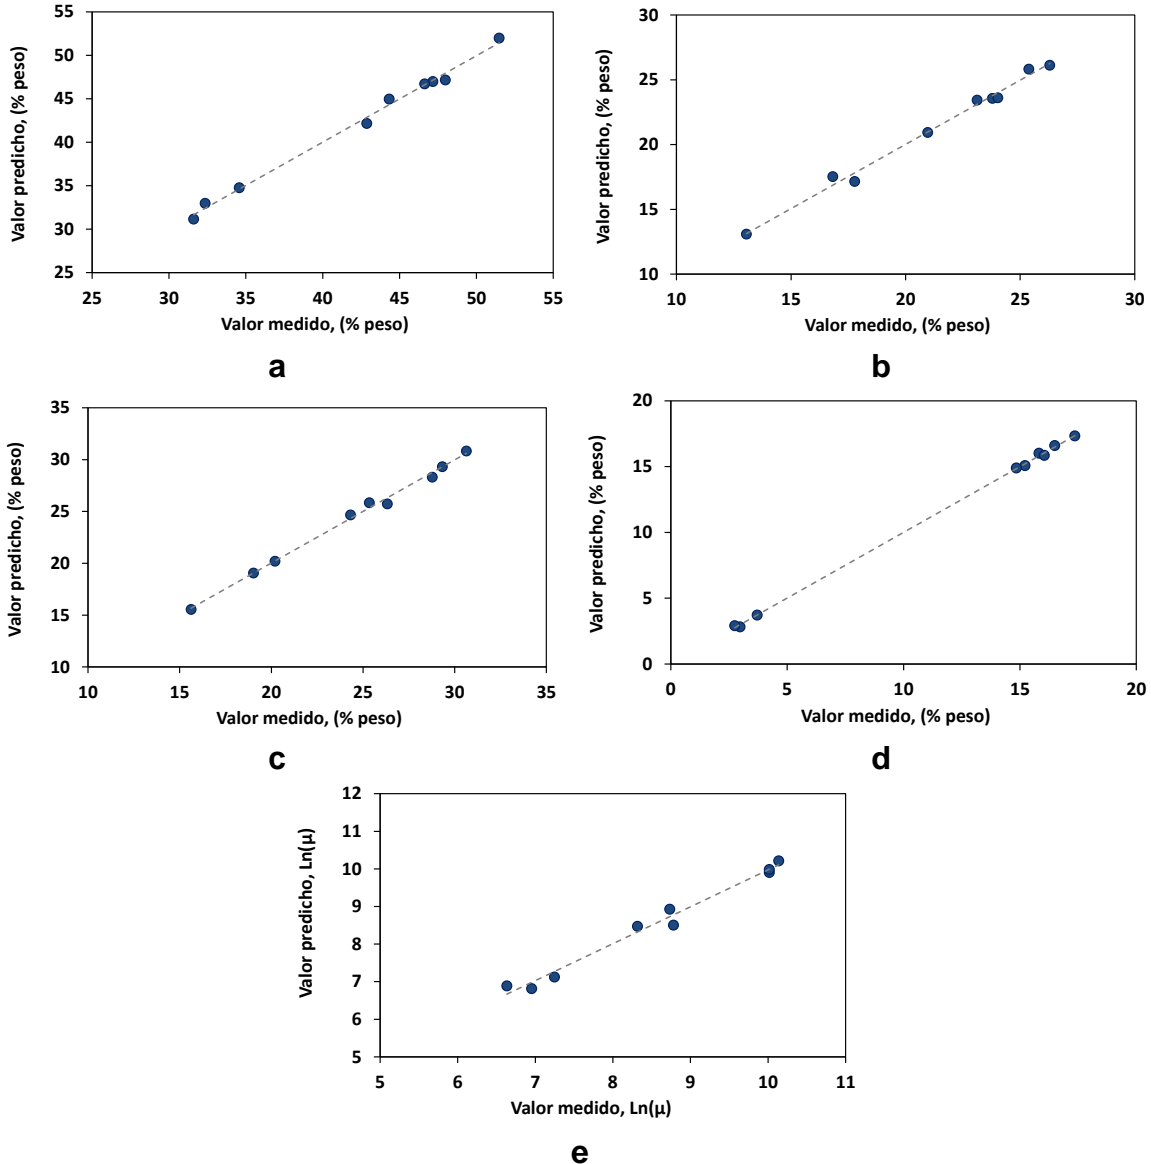 55
50
45
40
35
30
25
Valor predicho, (% peso)
25 30 35 40 45 50 55
Valor medido, (% peso)
a
30
25
20
15
10
Valor predicho, (% peso)
10 15 20 25 30
Valor medido, (% peso)
b
35
30
25
20
15
10
Valor predicho, (% peso)
10 15 20 25 30 35
Valor medido, (% peso)
c
20
15
10
5
0
Valor predicho, (% peso)
0 5 10 15 20
Valor medido, (% peso)
d
12
11
10
9
8
7
6
5
Valor predicho, Ln(μ)
5 6 7 8 9 10 11
Valor medido, Ln(μ)
e